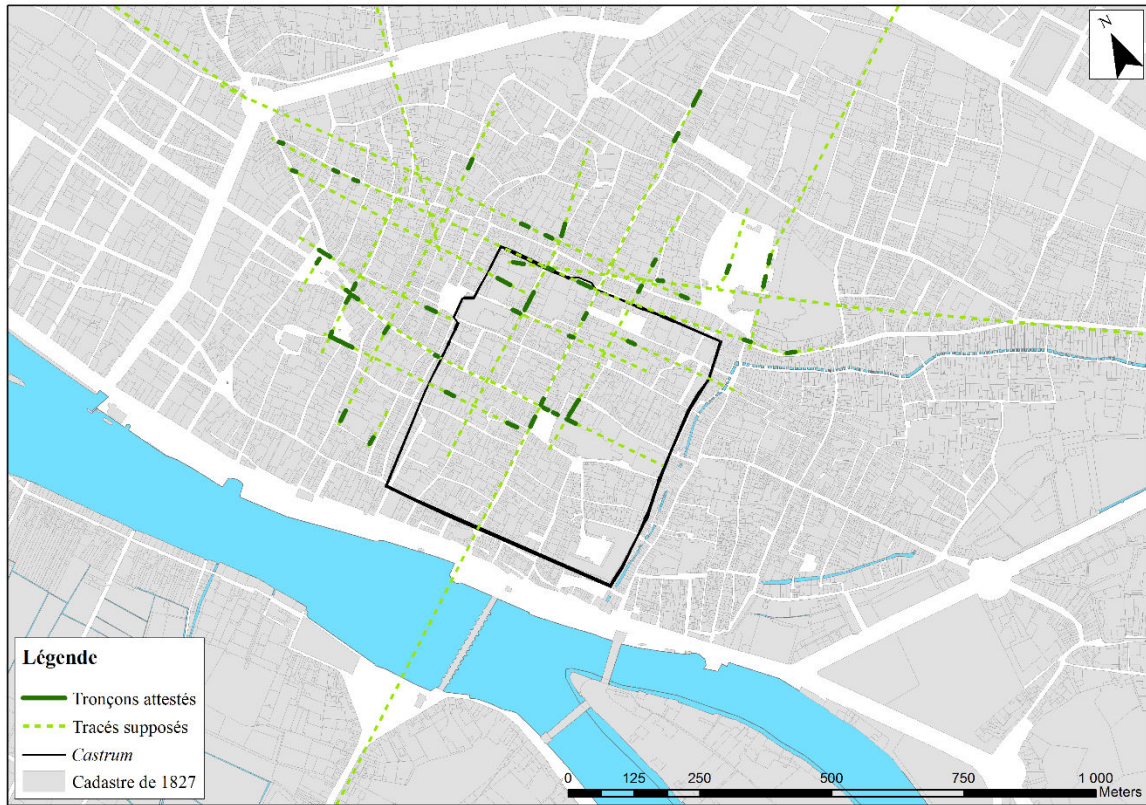 N
Légende
Tronçons attestés
Tracés supposés
Castrum
Cadastre de 1827
0 125 250 500 750 1 000
Meters